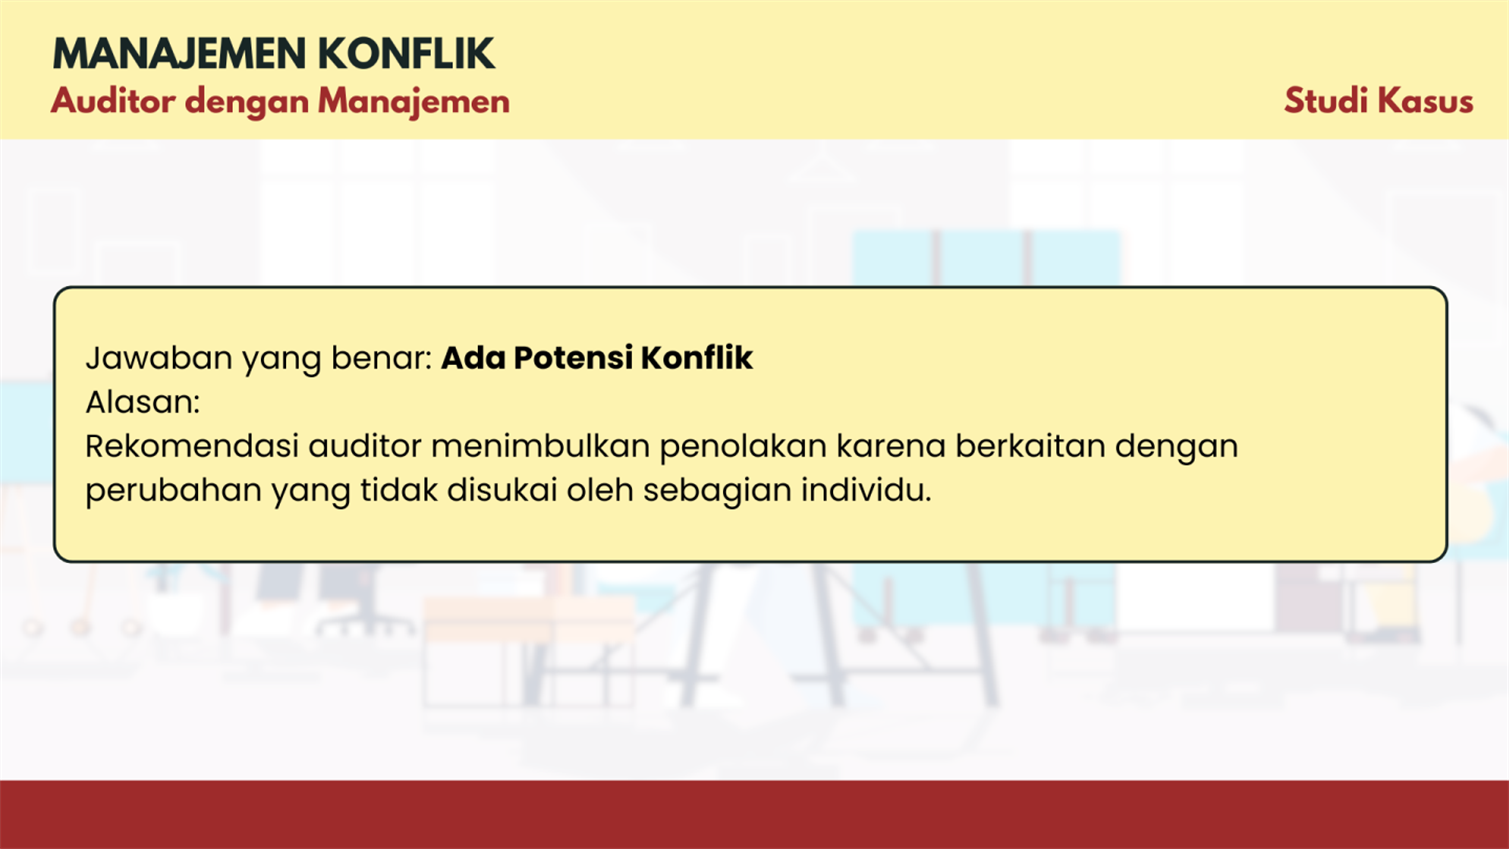 MANAJEMEN KONFLIK
Auditor dengan Manajemen
Studi Kasus
Jawaban yang benar: Ada Potensi Konflik
Alasan:
Rekomendasi auditor menimbulkan penolakan karena berkaitan dengan
perubahan yang tidak disukai oleh sebagian individu.